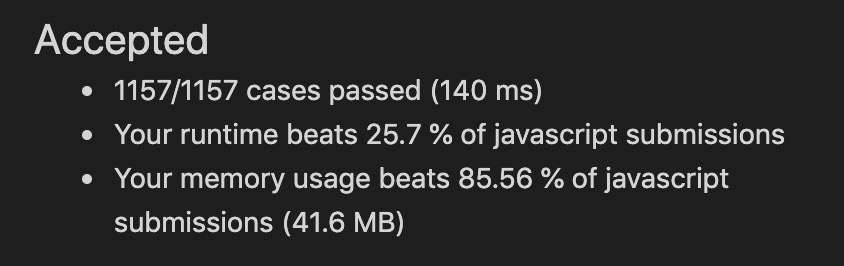 Accepted
• 1157/1157 cases passed (140 ms)
• Your runtime beats 25.7 % of javascript submissions
• Your memory usage beats 85.56 % of javascript
submissions (41.6 MB)